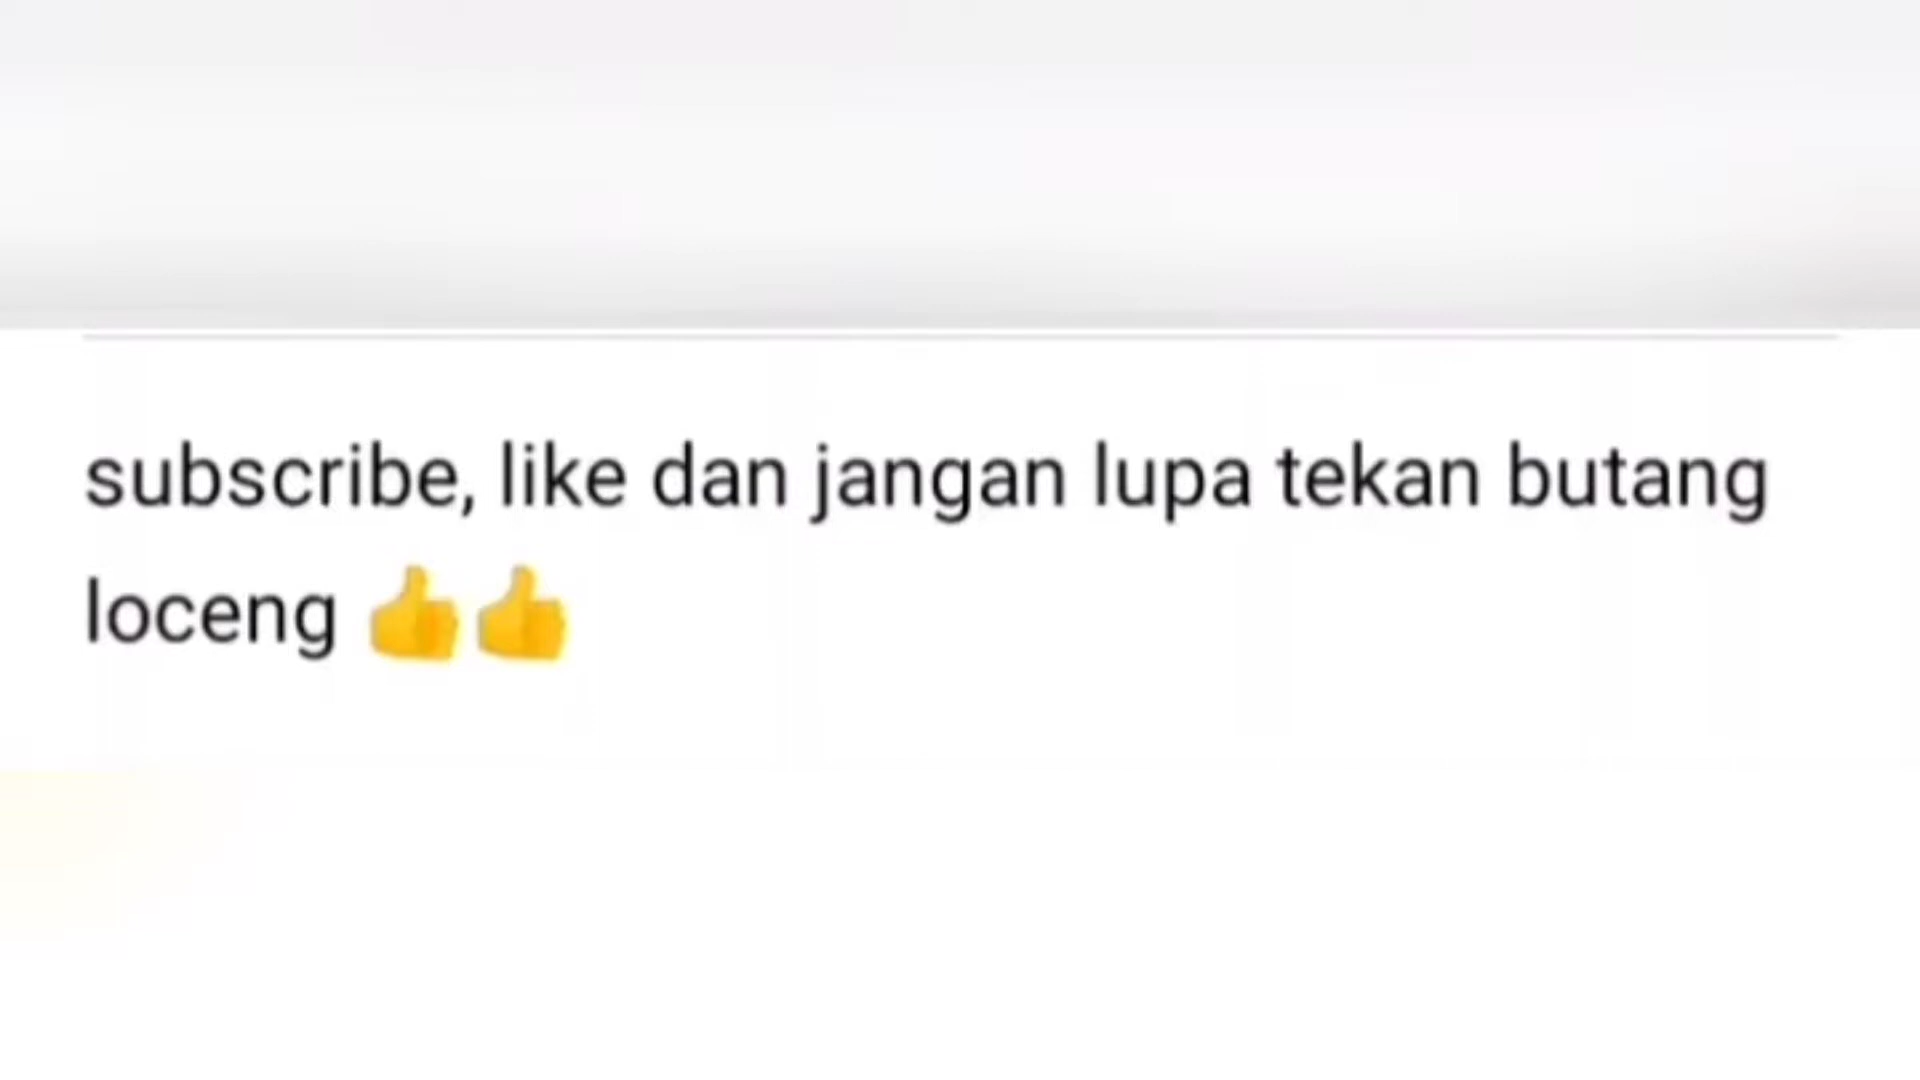 subscribe, like dan jangan lupa tekan butang
loceng 👍👍